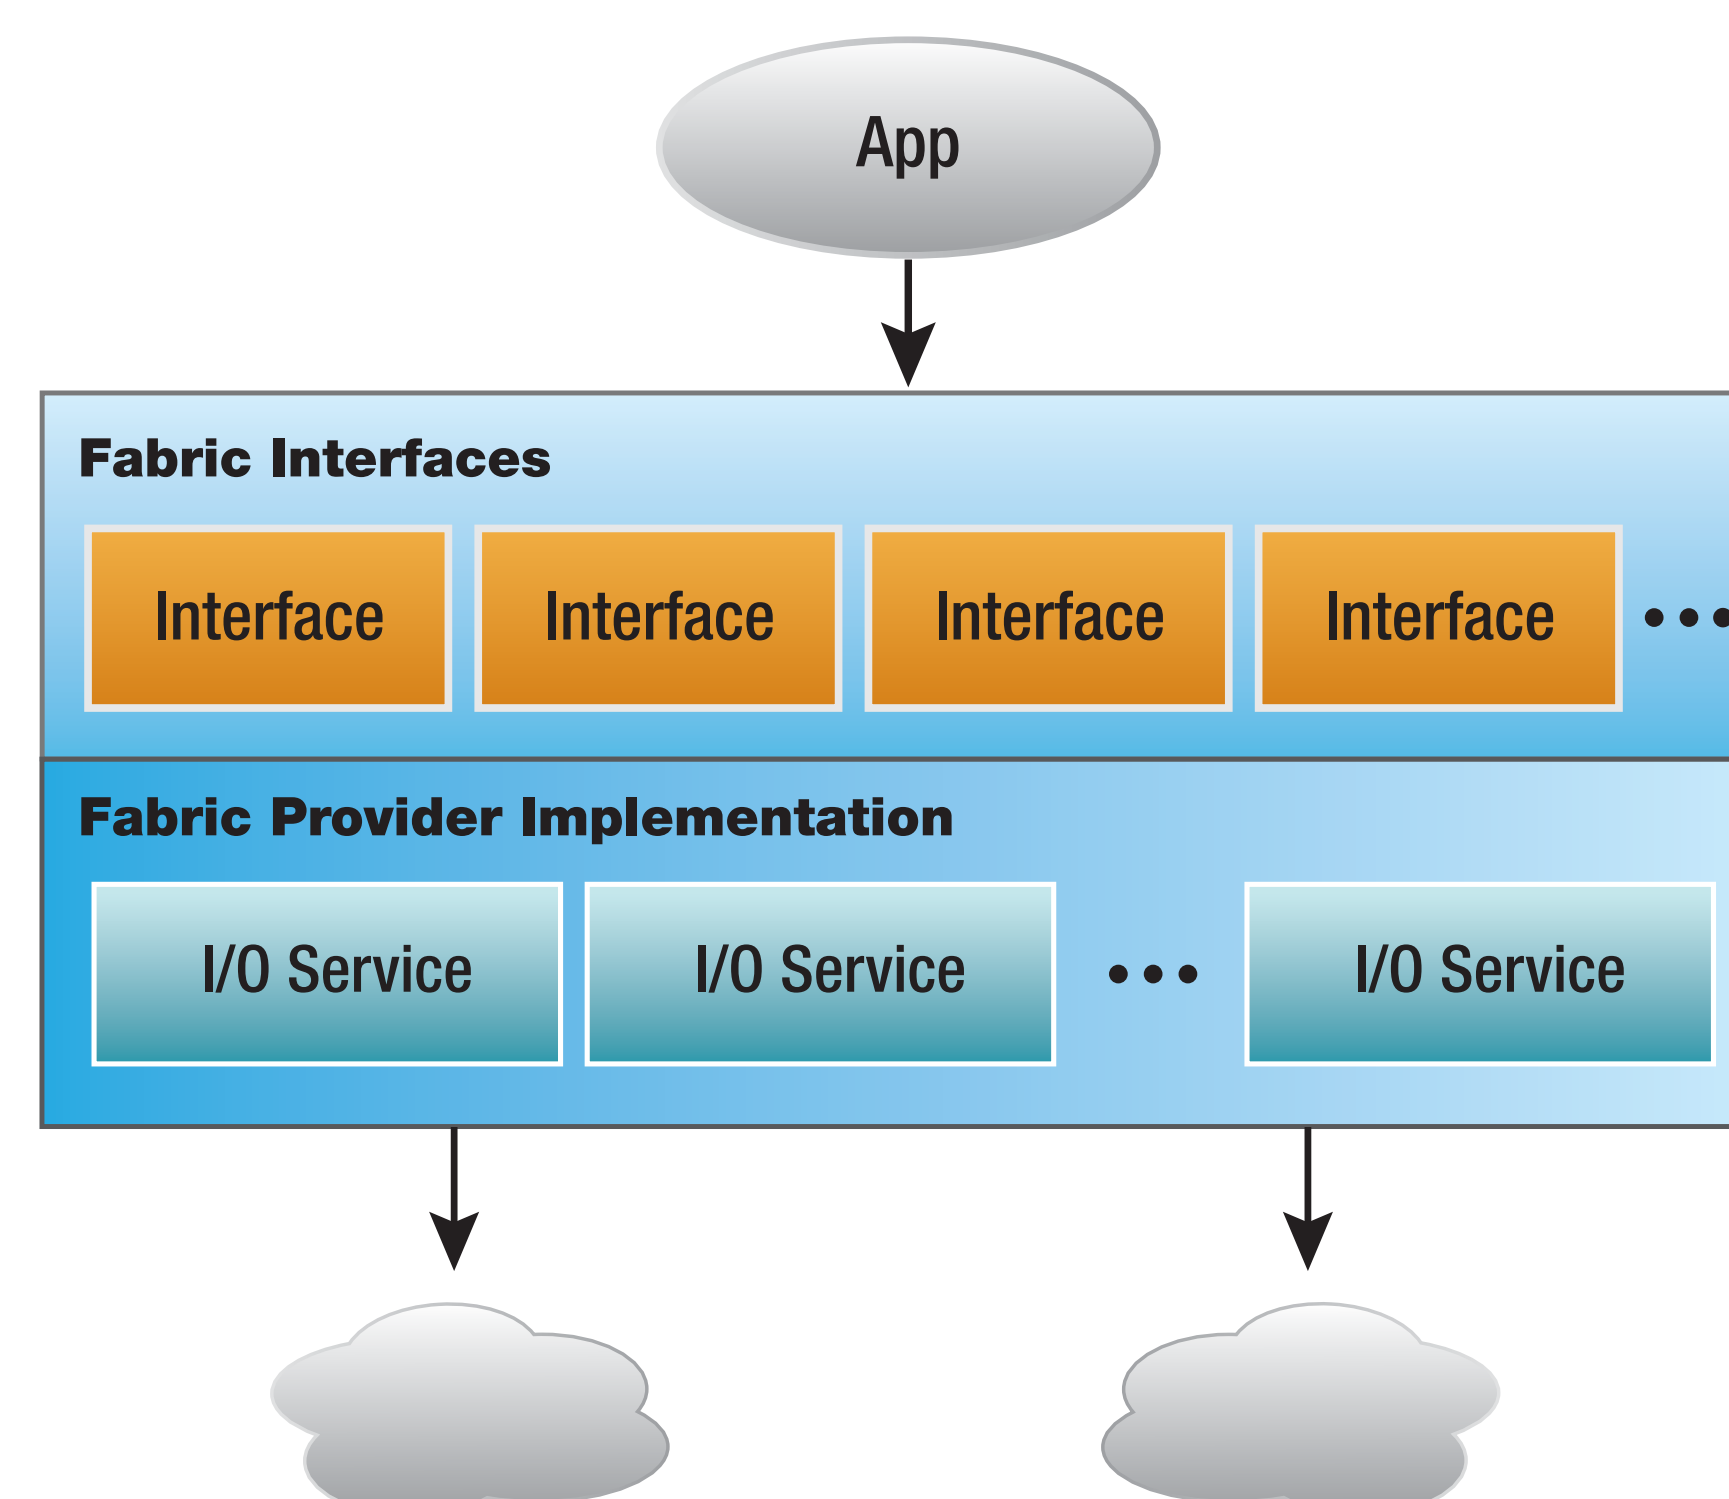 App
Fabric Interfaces
Interface Interface Interface Interface •••
Fabric Provider Implementation
I/O Service I/O Service ••• I/O Service